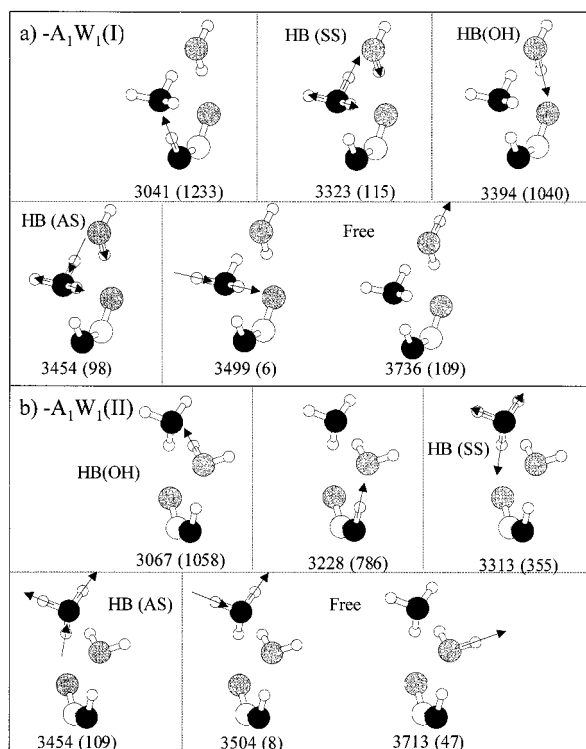 a) -A₁W₁(I)
HB (SS)
HB(OH)
3041 (1233)
3323 (115)
3394 (1040)
HB (AS)
Free
3454 (98)
3499 (6)
3736 (109)
b) -A₁W₁(II)
HB(OH)
HB (SS)
3067 (1058)
3228 (786)
3313 (355)
HB (AS)
Free
3454 (109)
3504 (8)
3713 (47)